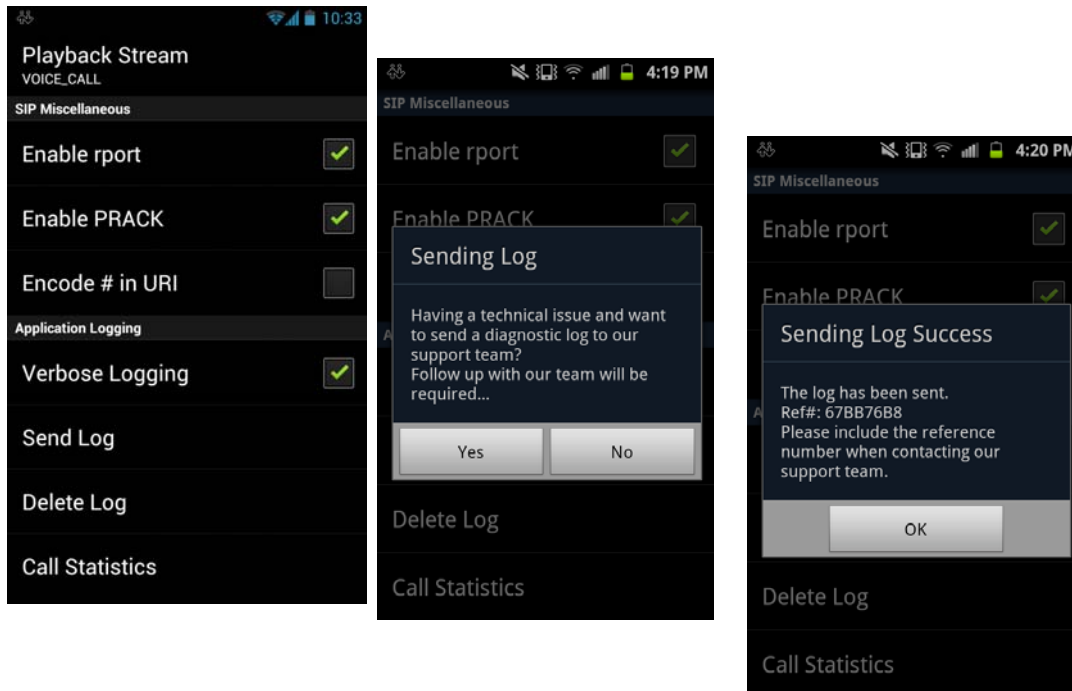 10:33
Playback Stream
VOICE_CALL
SIP Miscellaneous
Enable rport
Enable PRACK
Encode # in URI
Application Logging
Verbose Logging
Send Log
Delete Log
Call Statistics
4:19 PM
SIP Miscellaneous
Enable rport
Enable PRACK
Sending Log
Having a technical issue and want
to send a diagnostic log to our
support team?
Follow up with our team will be
required...
Yes No
Delete Log
Call Statistics
4:20 PM
SIP Miscellaneous
Enable rport
Enable PRACK
Sending Log Success
The log has been sent.
Ref#: 67BB76B8
Please include the reference
number when contacting our
support team.
OK
Delete Log
Call Statistics